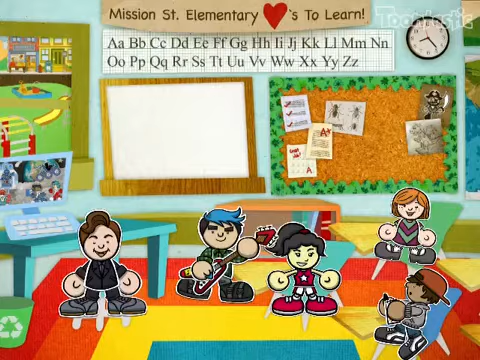 Mission St. Elementary ♥'s To Learn!
Toontastic
Aa Bb Cc Dd Ee Ff Gg Hh Ii Jj Kk Ll Mm Nn
Oo Pp Qq Rr Ss Tt Uu Vv Ww Xx Yy Zz
A+
A